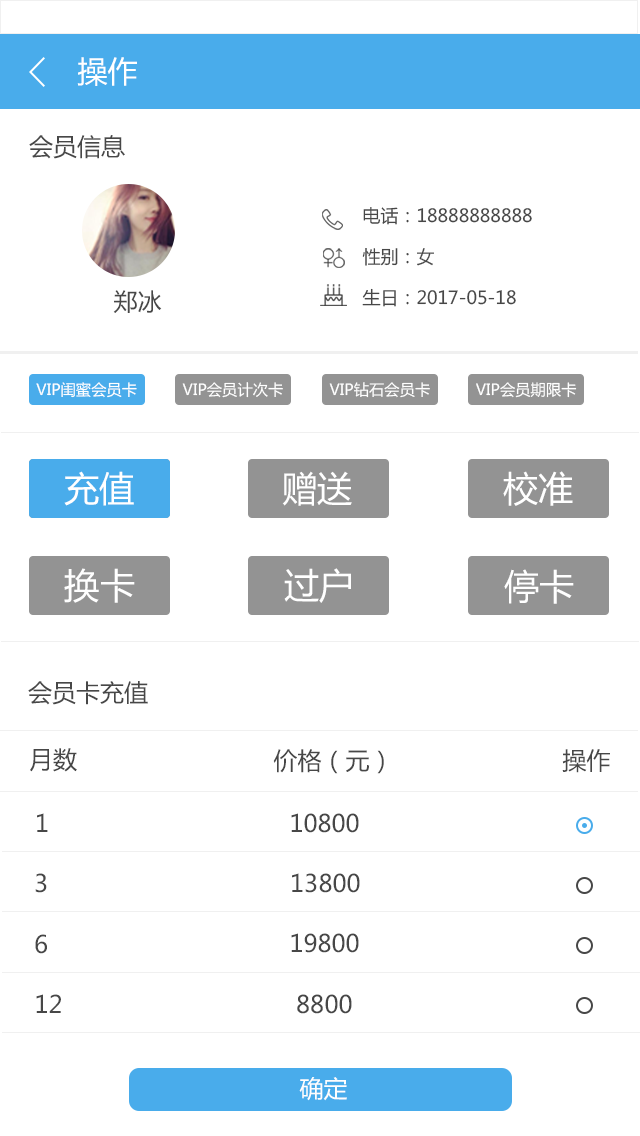 操作
会员信息
郑冰
电话：18888888888
性别：女
生日：2017-05-18
VIP闺蜜会员卡 VIP会员计次卡 VIP钻石会员卡 VIP会员期限卡
充值 赠送 校准
换卡 过户 停卡
会员卡充值
月数 价格（元） 操作
1 10800
3 13800
6 19800
12 8800
确定